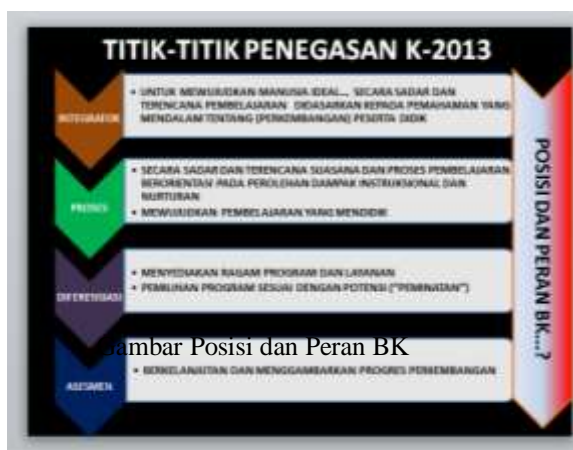 TITIK-TITIK PENEGASAN K-2013
INTEGRATOR
• UNTUK MEWUJUDKAN MANUSIA IDEAL..., SECARA SADAR DAN
TERENCANA PEMBELAJARAN DIDASARKAN KEPADA PEMAHAMAN YANG
MENDALAM TENTANG (PERKEMBANGAN) PESERTA DIDIK
PROSES
• SECARA SADAR DAN TERENCANA SUASANA DAN PROSES PEMBELAJARAN
BERORIENTASI PADA PEROLEHAN DAMPAK INSTRUKSIONAL DAN
NURTURAN
• MEWUJUDKAN PEMBELAJARAN YANG MENDIDIK
DIFERENSIASI
• MENYEDIAKAN RAGAM PROGRAM DAN LAYANAN
• PEMILIHAN PROGRAM SESUAI DENGAN POTENSI ("PEMINATAN")
Gambar Posisi dan Peran BK
ASESMEN
• BERKELANJUTAN DAN MENGGAMBARKAN PROGRES PERKEMBANGAN
POSISI DAN PERAN BK....?